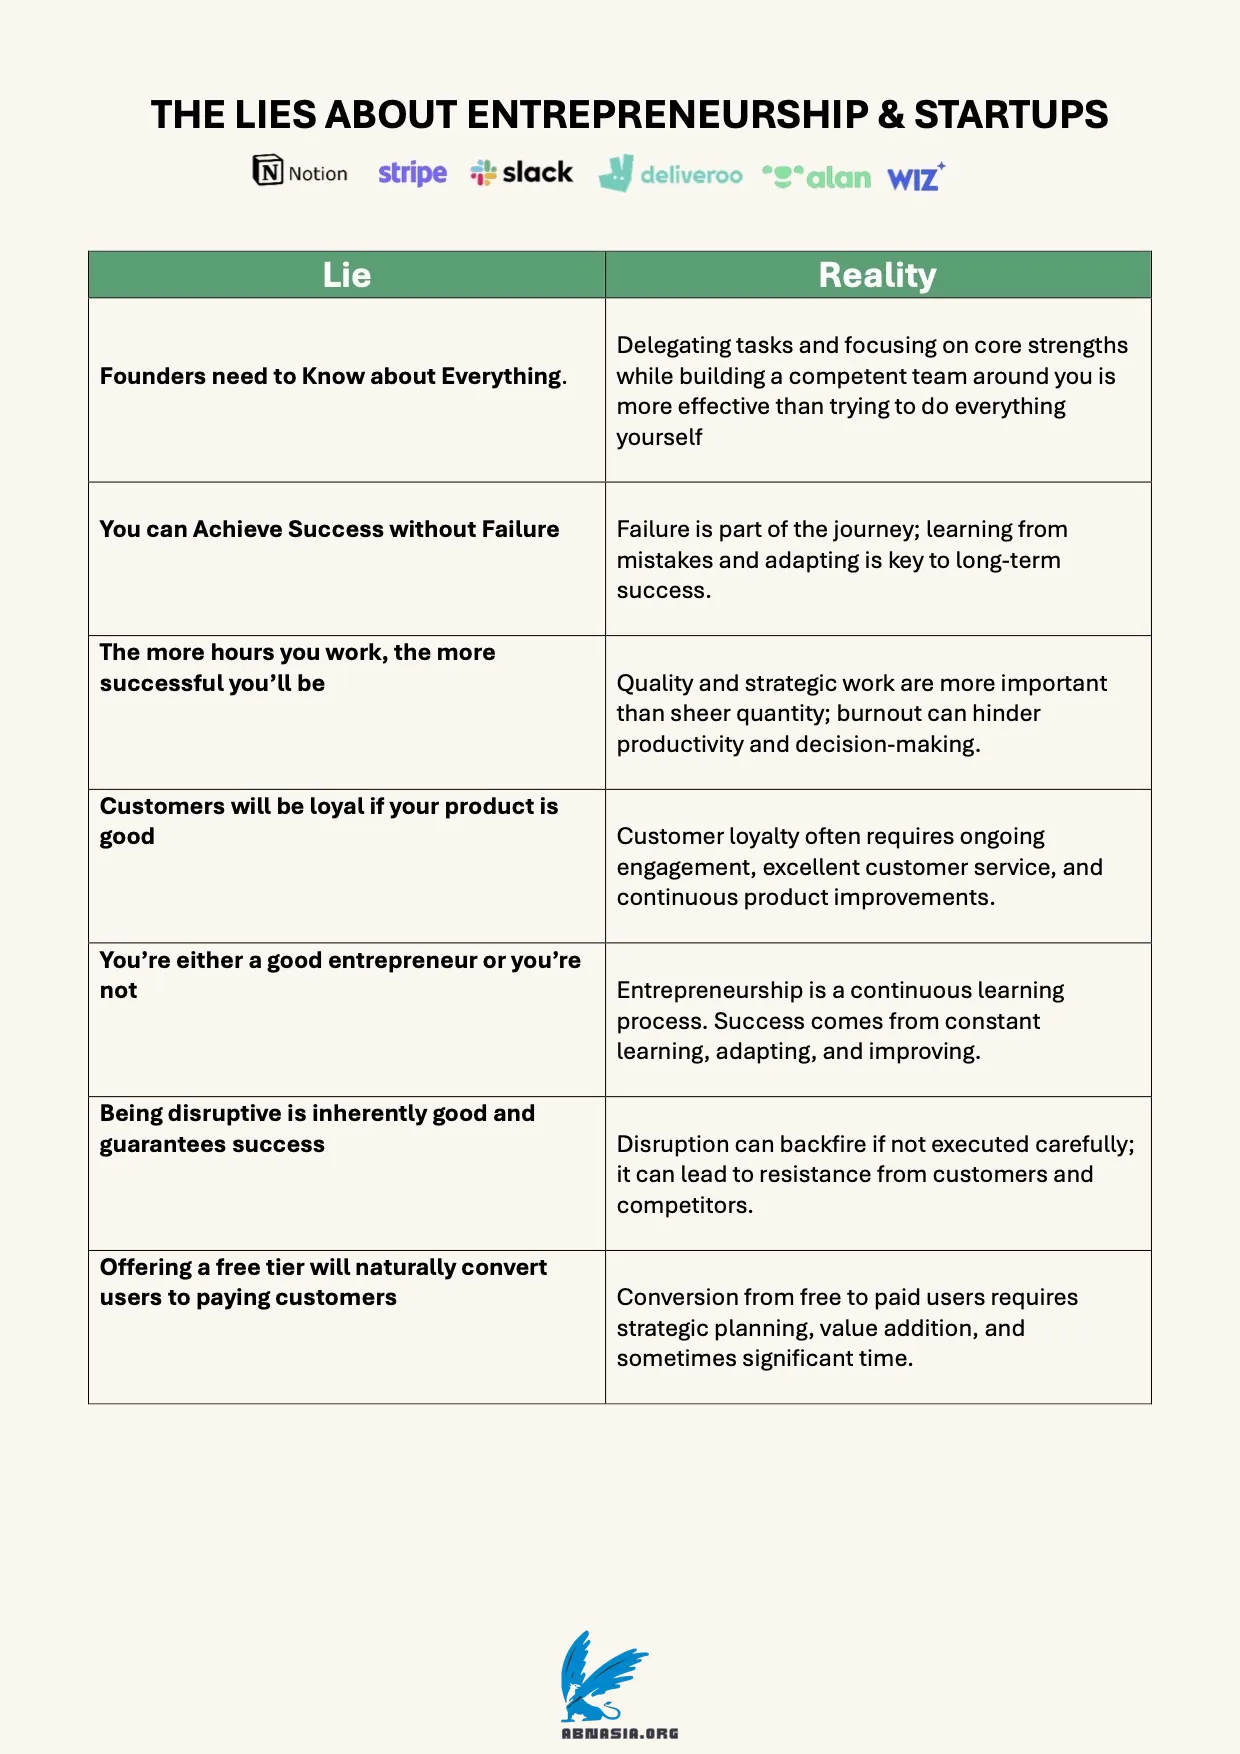 THE LIES ABOUT ENTREPRENEURSHIP & STARTUPS
Notion stripe slack deliveroo alan WIZ
Lie
Reality
Founders need to Know about Everything.
Delegating tasks and focusing on core strengths
while building a competent team around you is
more effective than trying to do everything
yourself
You can Achieve Success without Failure
Failure is part of the journey; learning from
mistakes and adapting is key to long-term
success.
The more hours you work, the more
successful you’ll be
Quality and strategic work are more important
than sheer quantity; burnout can hinder
productivity and decision-making.
Customers will be loyal if your product is
good
Customer loyalty often requires ongoing
engagement, excellent customer service, and
continuous product improvements.
You’re either a good entrepreneur or you’re
not
Entrepreneurship is a continuous learning
process. Success comes from constant
learning, adapting, and improving.
Being disruptive is inherently good and
guarantees success
Disruption can backfire if not executed carefully;
it can lead to resistance from customers and
competitors.
Offering a free tier will naturally convert
users to paying customers
Conversion from free to paid users requires
strategic planning, value addition, and
sometimes significant time.
ABNASIA.ORG